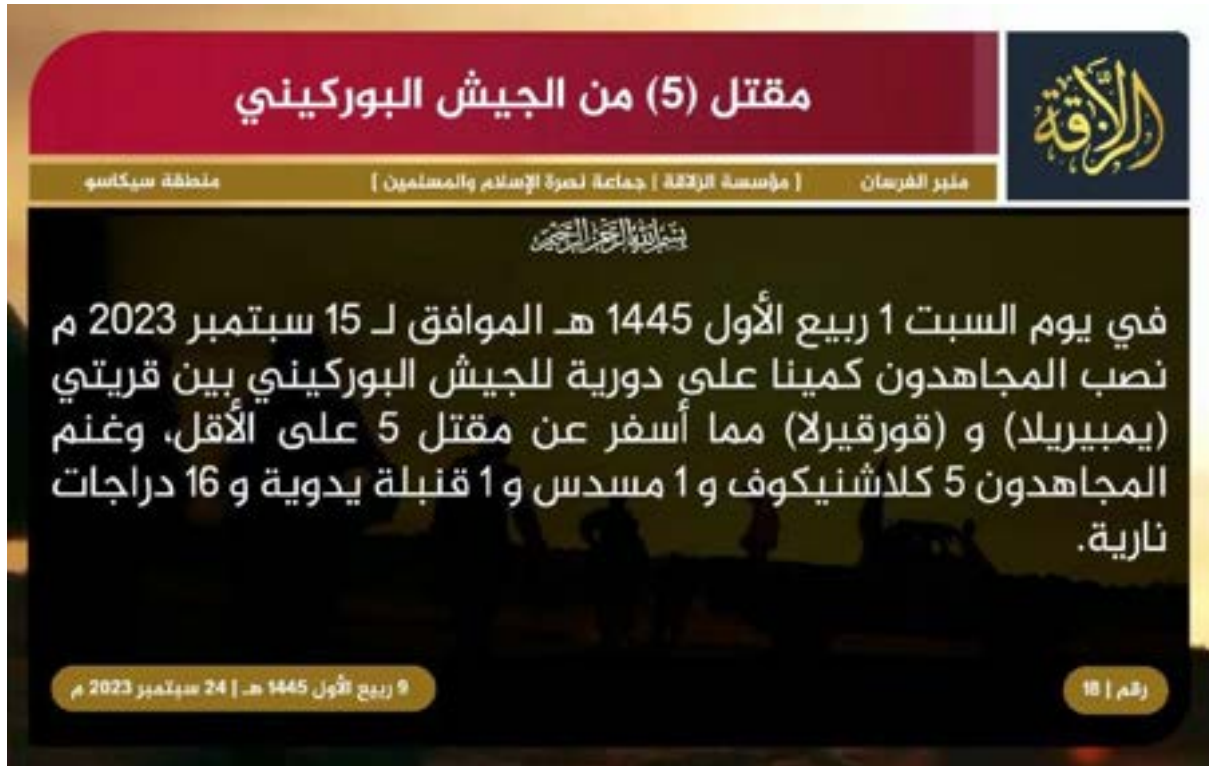 مقتل (5) من الجيش البوركيني
الزلاقة
منبر الفرسان
[ مؤسسة الزلاقة | جماعة نصرة الإسلام والمسلمين ]
منطقة سيكاسو
بسم الله الرحمن الرحيم
في يوم السبت 1 ربيع الأول 1445 هـ الموافق لـ 15 سبتمبر 2023 م
نصب المجاهدون كمينا على دورية للجيش البوركيني بين قريتي
(يمبيريلا) و (قورقيرلا) مما أسفر عن مقتل 5 على الأقل، وغنم
المجاهدون 5 كلاشنيكوف و 1 مسدس و 1 قنبلة يدوية و 16 دراجات
نارية.
رقم | 18
9 ربيع الأول 1445 هـ | 24 سبتمبر 2023 م